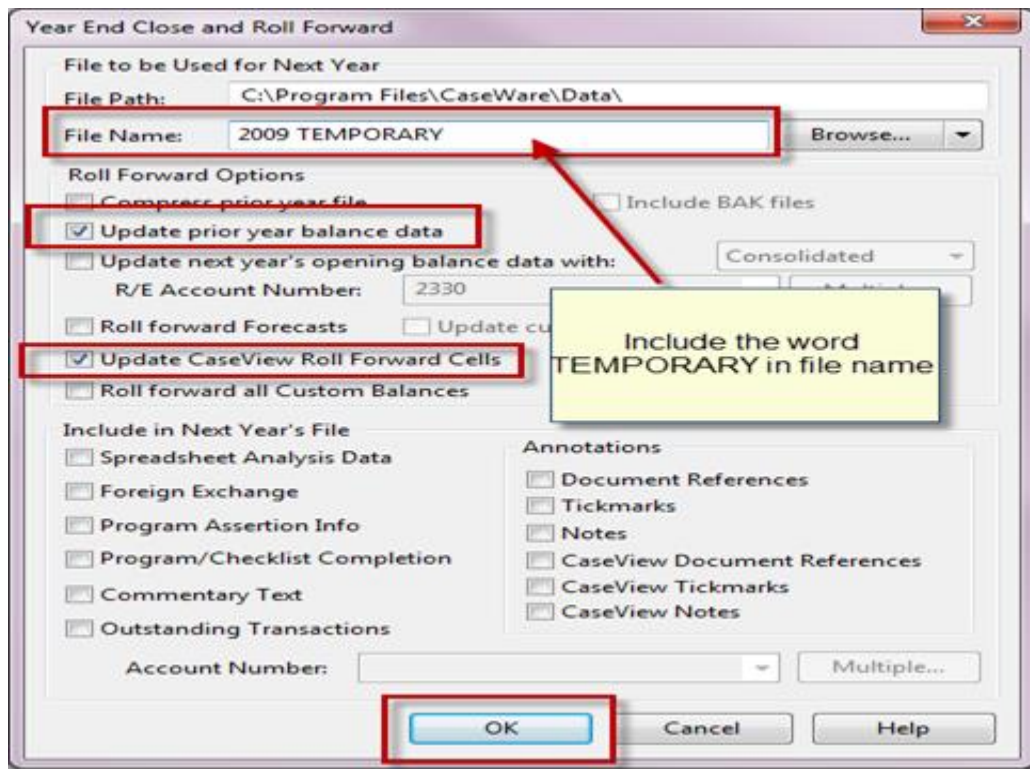 Year End Close and Roll Forward
File to be Used for Next Year
File Path: C:\Program Files\CaseWare\Data\
File Name: 2009 TEMPORARY Browse...
Roll Forward Options
Compress prior year file Include BAK files
Update prior year balance data
Update next year's opening balance data with: Consolidated
R/E Account Number: 2330
Roll forward Forecasts Update cu
Include the word
TEMPORARY in file name
Update CaseView Roll Forward Cells
Roll forward all Custom Balances
Include in Next Year's File
Spreadsheet Analysis Data
Foreign Exchange
Program Assertion Info
Program/Checklist Completion
Commentary Text
Outstanding Transactions
Annotations
Document References
Tickmarks
Notes
CaseView Document References
CaseView Tickmarks
CaseView Notes
Account Number: Multiple...
OK Cancel Help